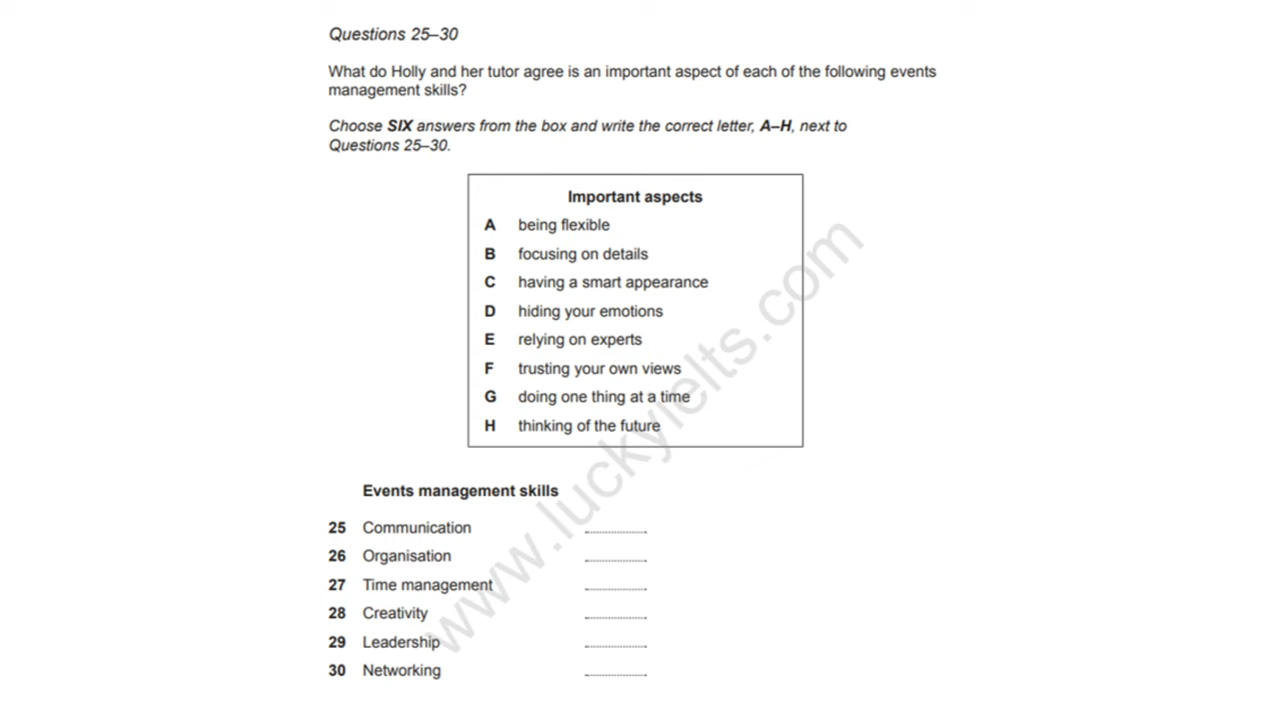 Questions 25–30
What do Holly and her tutor agree is an important aspect of each of the following events
management skills?
Choose SIX answers from the box and write the correct letter, A–H, next to
Questions 25–30.
Important aspects
A being flexible
B focusing on details
C having a smart appearance
D hiding your emotions
E relying on experts
F trusting your own views
G doing one thing at a time
H thinking of the future
Events management skills
25 Communication ....................
26 Organisation ....................
27 Time management ....................
28 Creativity ....................
29 Leadership ....................
30 Networking ....................
www.luckyielts.com